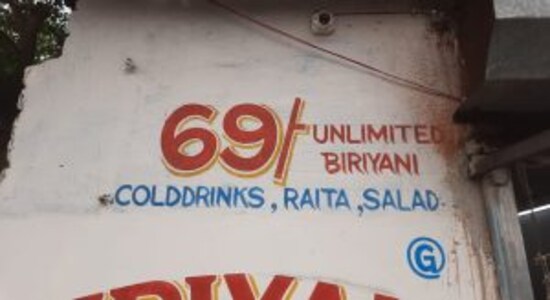 69/- UNLIMITED
BIRIYANI
COLDDRINKS, RAITA, SALAD
G